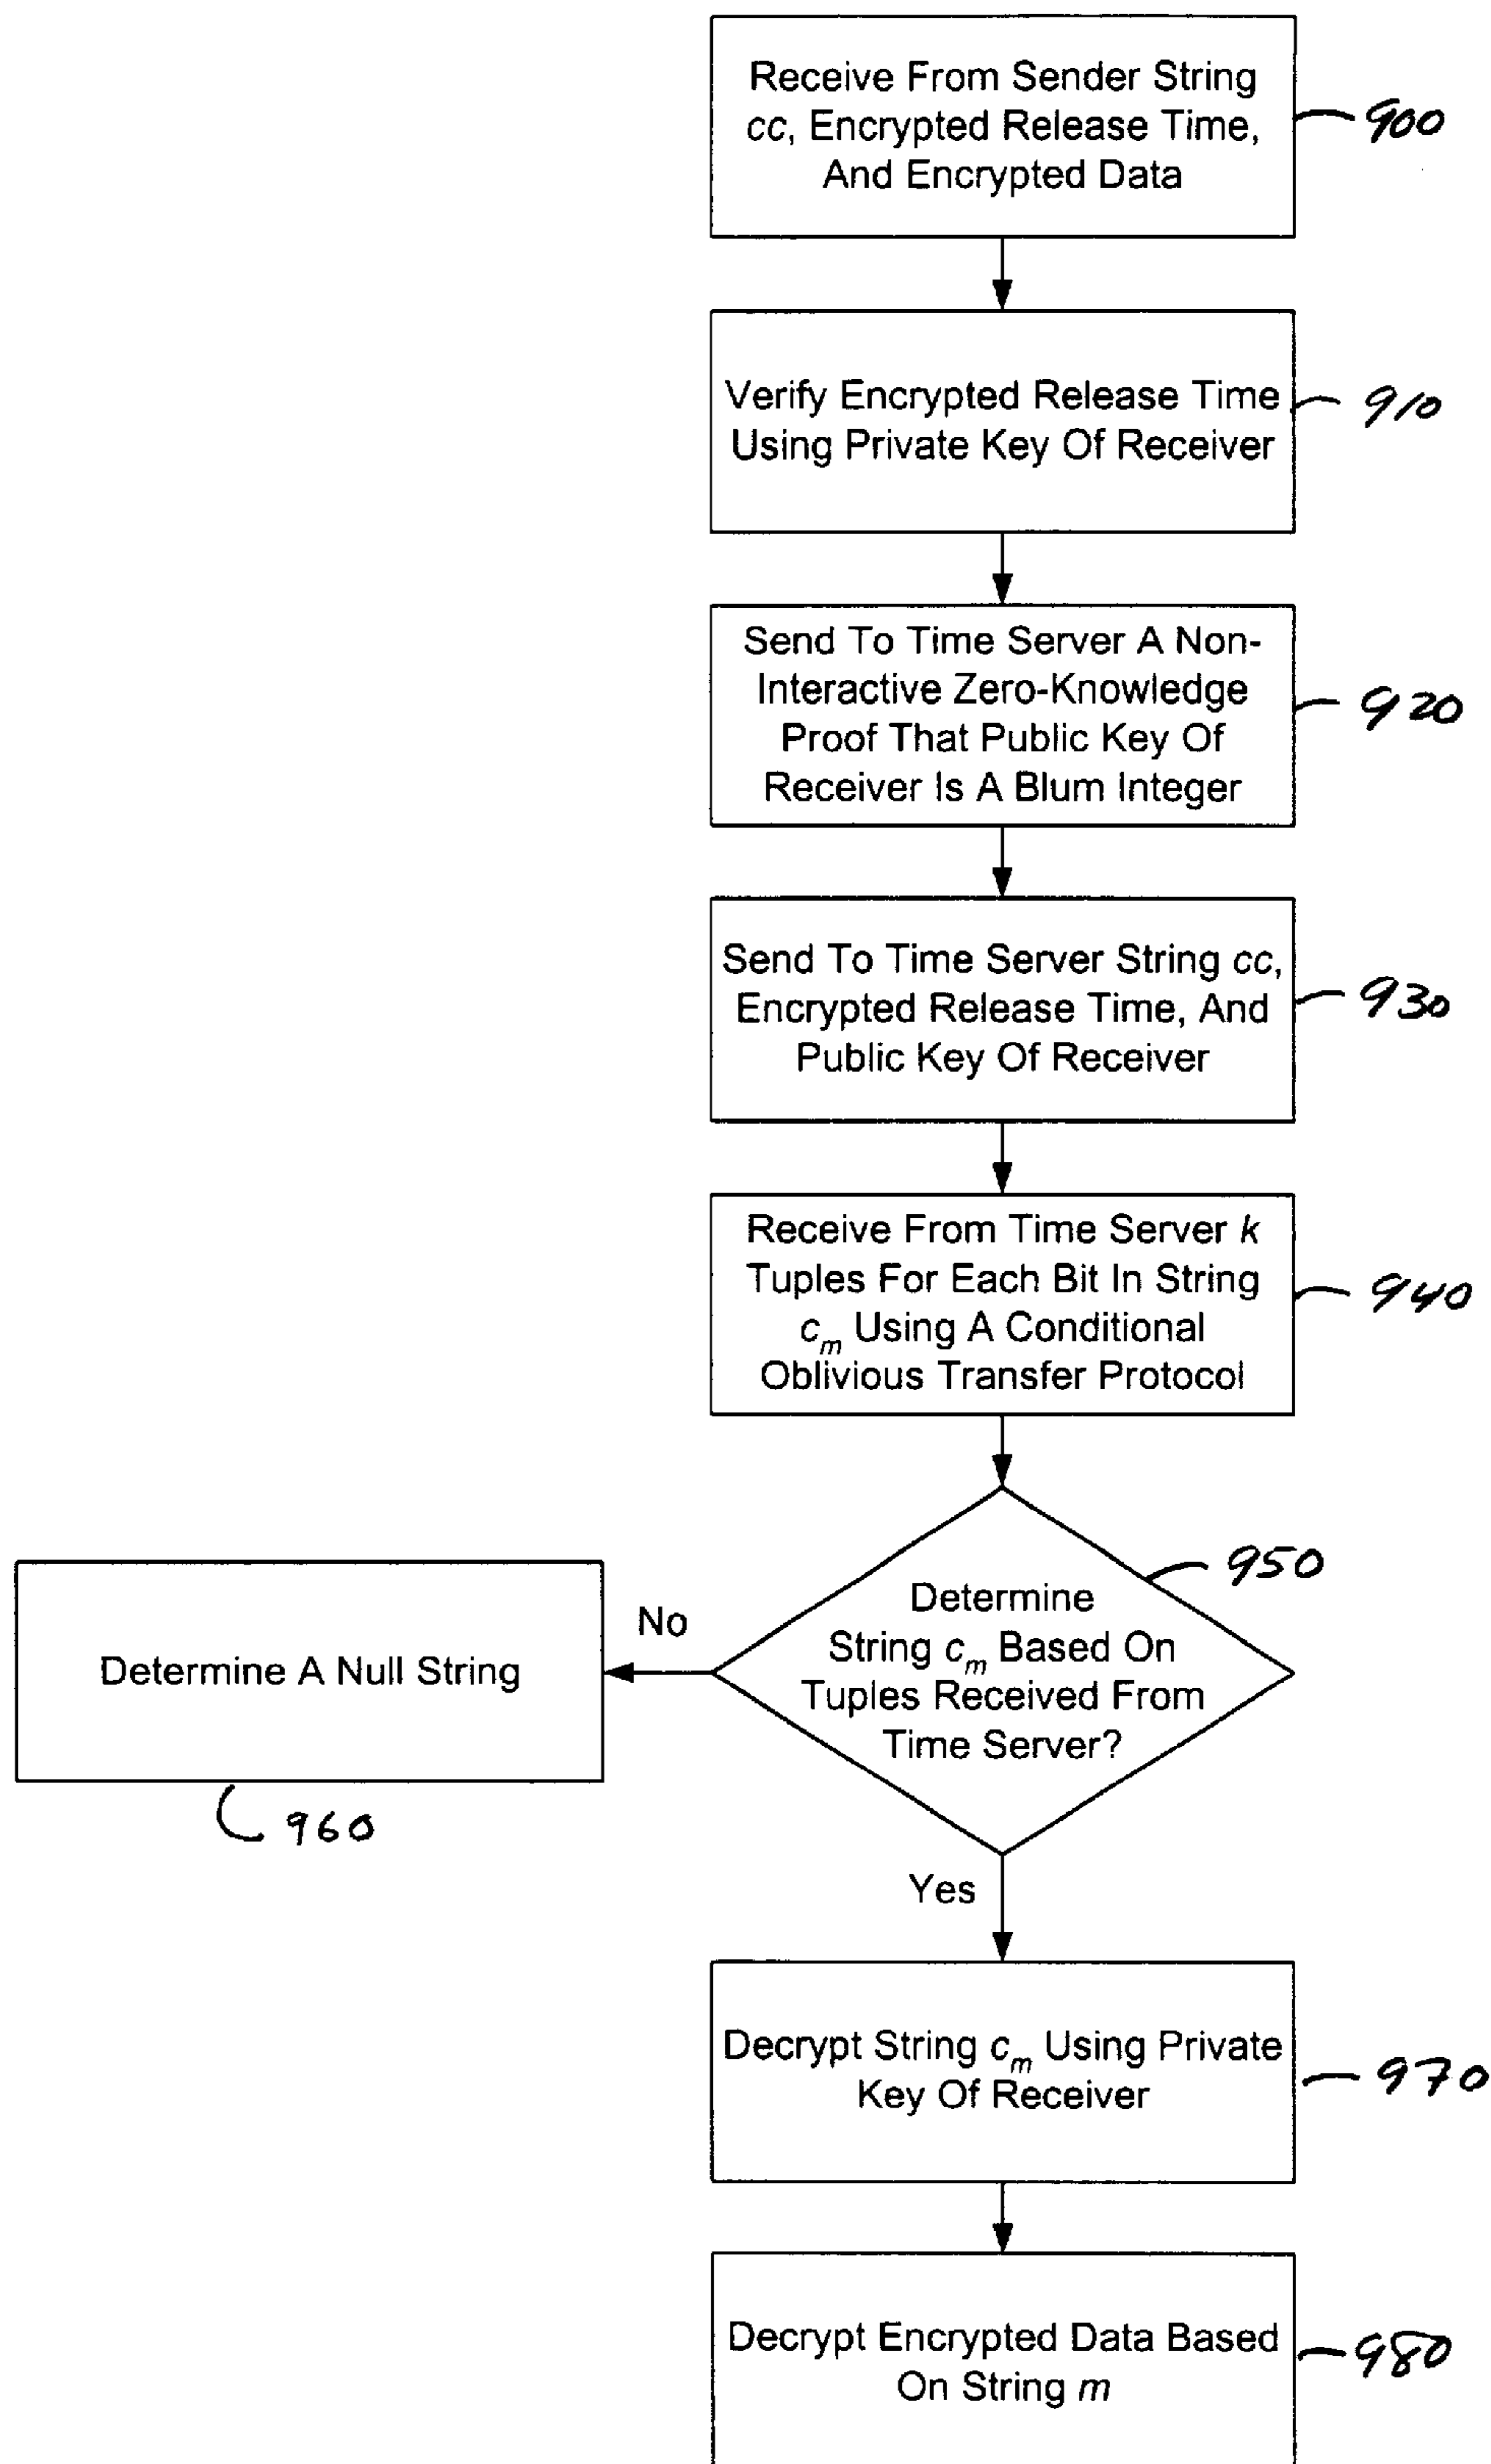 Receive From Sender String
cc, Encrypted Release Time,
And Encrypted Data
900
Verify Encrypted Release Time
Using Private Key Of Receiver
910
Send To Time Server A Non-
Interactive Zero-Knowledge
Proof That Public Key Of
Receiver Is A Blum Integer
920
Send To Time Server String cc,
Encrypted Release Time, And
Public Key Of Receiver
930
Receive From Time Server k
Tuples For Each Bit In String
cm Using A Conditional
Oblivious Transfer Protocol
940
Determine
String cm Based On
Tuples Received From
Time Server?
950
No
Determine A Null String
960
Yes
Decrypt String cm Using Private
Key Of Receiver
970
Decrypt Encrypted Data Based
On String m
980